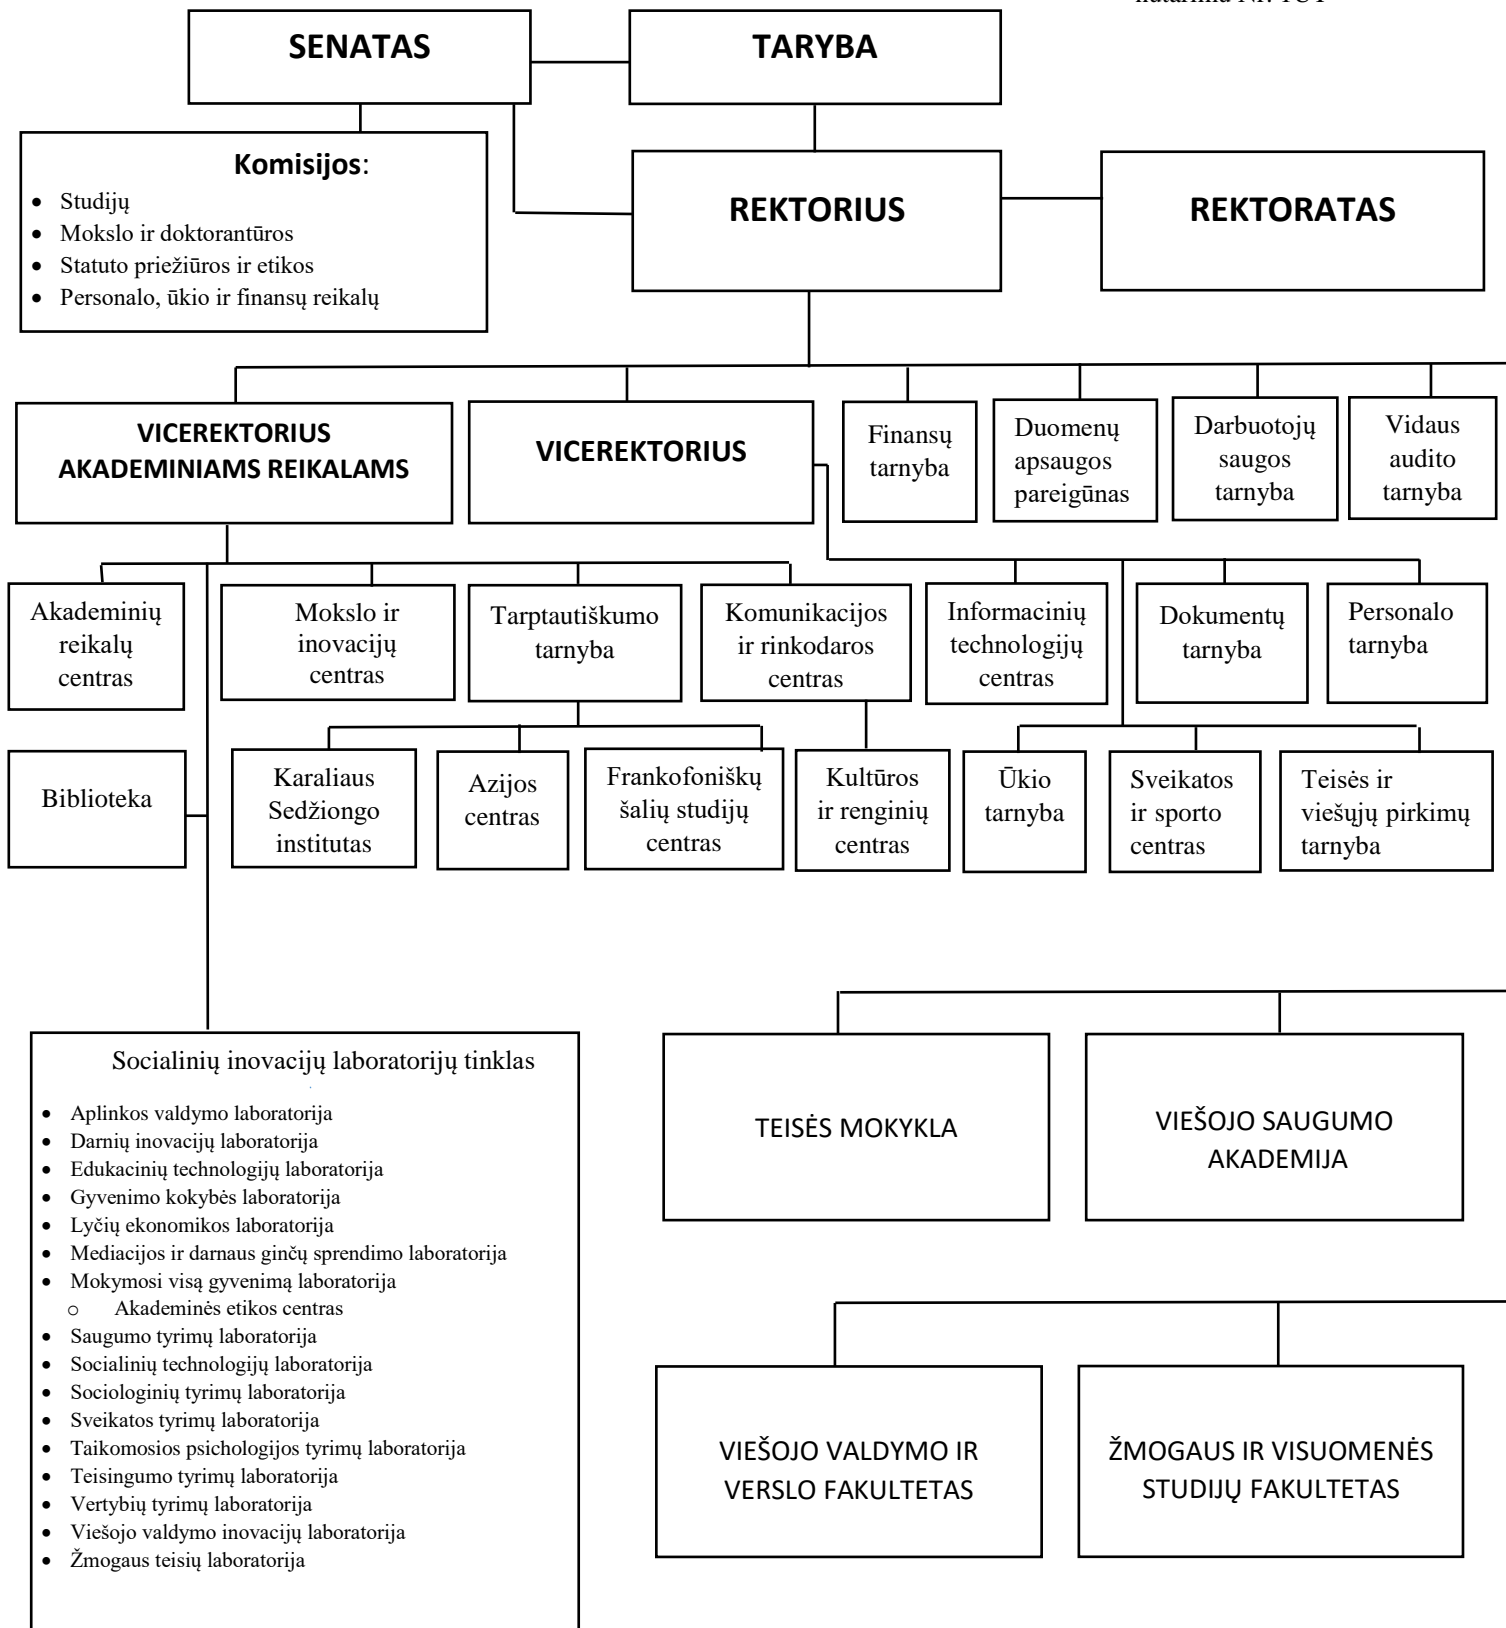 SENATAS
TARYBA
Komisijos:
• Studijų
• Mokslo ir doktorantūros
• Statuto priežiūros ir etikos
• Personalo, ūkio ir finansų reikalų
REKTORIUS
REKTORATAS
VICEREKTORIUS
AKADEMINIAMS REIKALAMS
VICEREKTORIUS
Finansų
tarnyba
Duomenų
apsaugos
pareigūnas
Darbuotojų
saugos
tarnyba
Vidaus
audito
tarnyba
Akademinių
reikalų
centras
Mokslo ir
inovacijų
centras
Tarptautiškumo
tarnyba
Komunikacijos
ir rinkodaros
centras
Informacinių
technologijų
centras
Dokumentų
tarnyba
Personalo
tarnyba
Biblioteka
Karaliaus
Sedžiongo
institutas
Azijos
centras
Frankofoniškų
šalių studijų
centras
Kultūros
ir renginių
centras
Ūkio
tarnyba
Sveikatos
ir sporto
centras
Teisės ir
viešųjų pirkimų
tarnyba
Socialinių inovacijų laboratorijų tinklas
• Aplinkos valdymo laboratorija
• Darnių inovacijų laboratorija
• Edukacinių technologijų laboratorija
• Gyvenimo kokybės laboratorija
• Lyčių ekonomikos laboratorija
• Mediacijos ir darnaus ginčų sprendimo laboratorija
• Mokymosi visą gyvenimą laboratorija
o Akademinės etikos centras
• Saugumo tyrimų laboratorija
• Socialinių technologijų laboratorija
• Sociologinių tyrimų laboratorija
• Sveikatos tyrimų laboratorija
• Taikomosios psichologijos tyrimų laboratorija
• Teisingumo tyrimų laboratorija
• Vertybių tyrimų laboratorija
• Viešojo valdymo inovacijų laboratorija
• Žmogaus teisių laboratorija
TEISĖS MOKYKLA
VIEŠOJO SAUGUMO
AKADEMIJA
VIEŠOJO VALDYMO IR
VERSLO FAKULTETAS
ŽMOGAUS IR VISUOMENĖS
STUDIJŲ FAKULTETAS